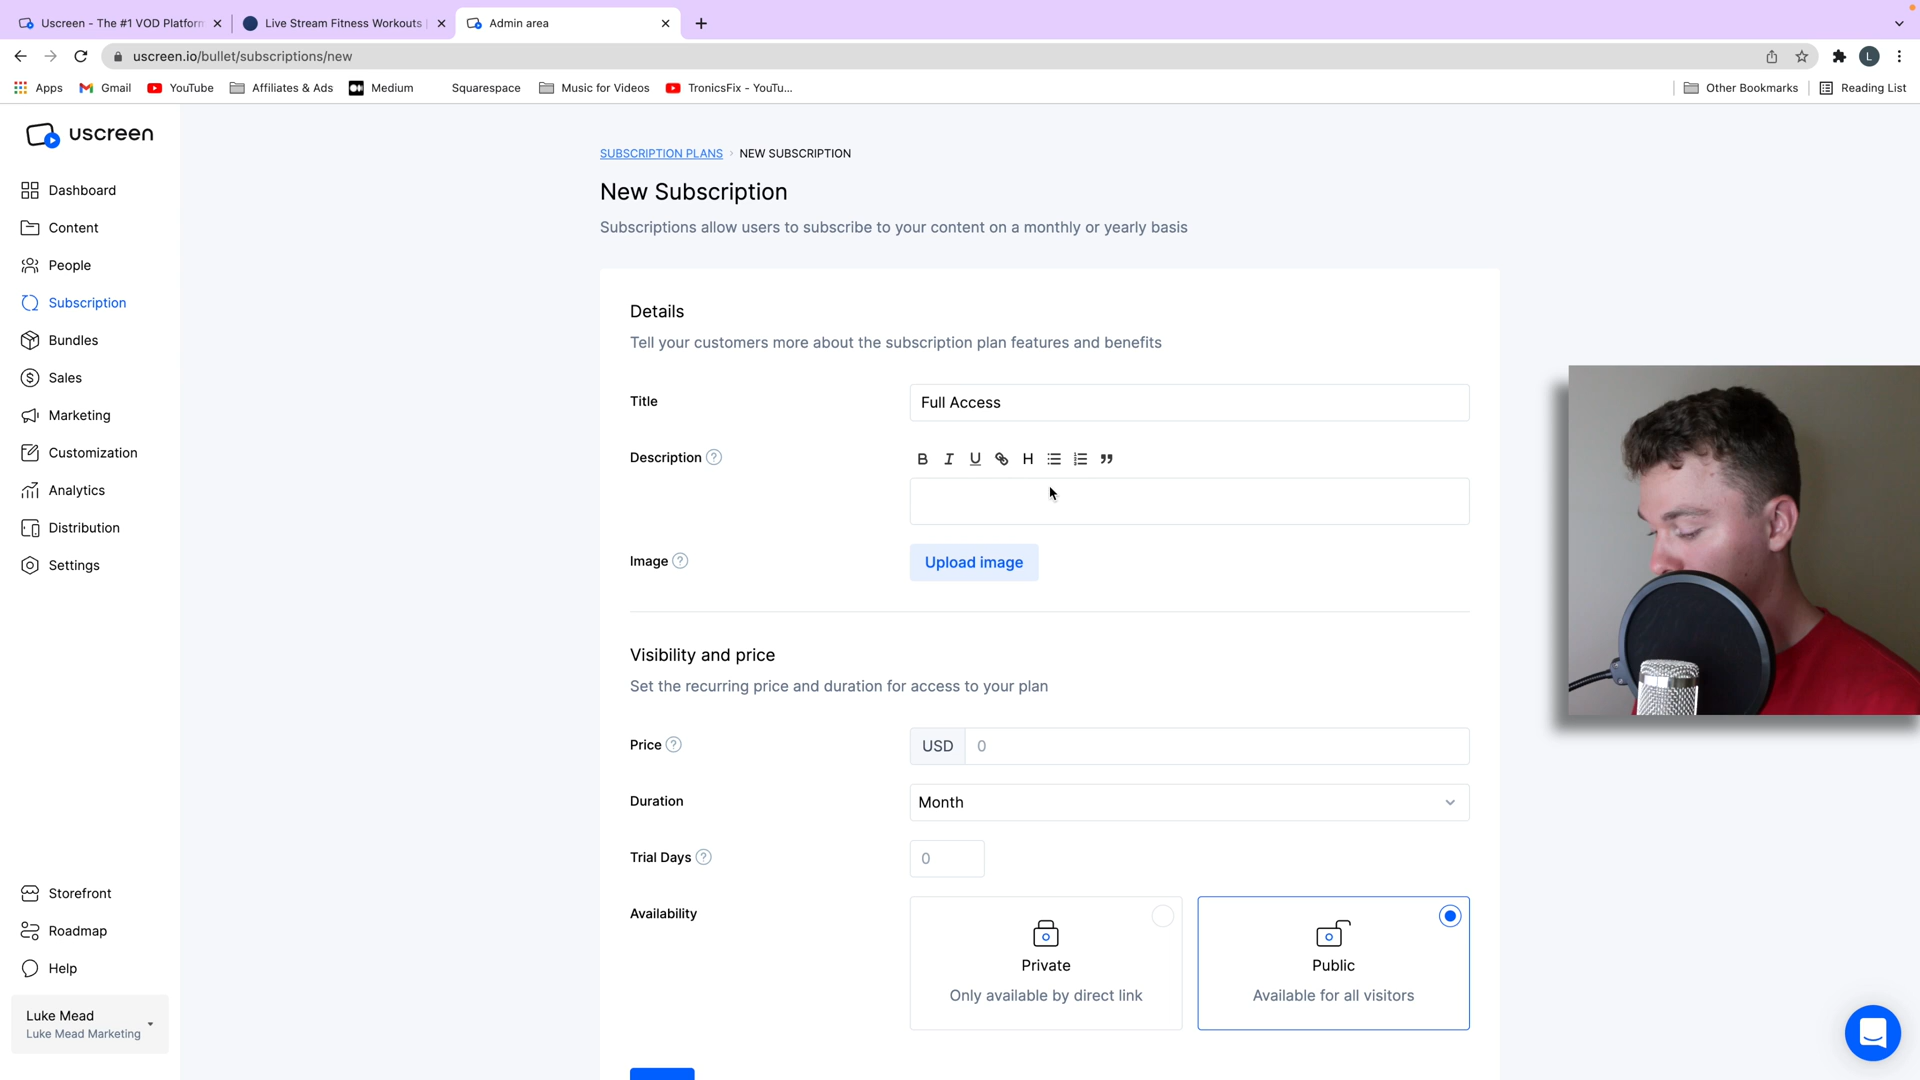 Uscreen - The #1 VOD Platform
Live Stream Fitness Workouts |
Admin area
uscreen.io/bullet/subscriptions/new
L
Apps
Gmail
YouTube
Affiliates & Ads
Medium
Squarespace
Music for Videos
TronicsFix - YouTu...
Other Bookmarks
Reading List
uscreen
Dashboard
Content
People
Subscription
Bundles
Sales
Marketing
Customization
Analytics
Distribution
Settings
Storefront
Roadmap
Help
Luke Mead
Luke Mead Marketing
SUBSCRIPTION PLANS › NEW SUBSCRIPTION
New Subscription
Subscriptions allow users to subscribe to your content on a monthly or yearly basis
Details
Tell your customers more about the subscription plan features and benefits
Title
Full Access
Description ?
B I U H
Image ?
Upload image
Visibility and price
Set the recurring price and duration for access to your plan
Price ?
USD 0
Duration
Month
Trial Days ?
0
Availability
Private
Only available by direct link
Public
Available for all visitors